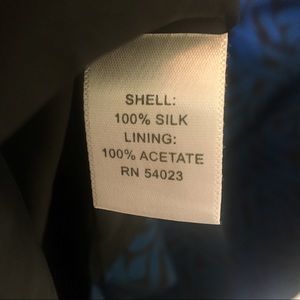 SHELL:
100% SILK
LINING:
100% ACETATE
RN 54023